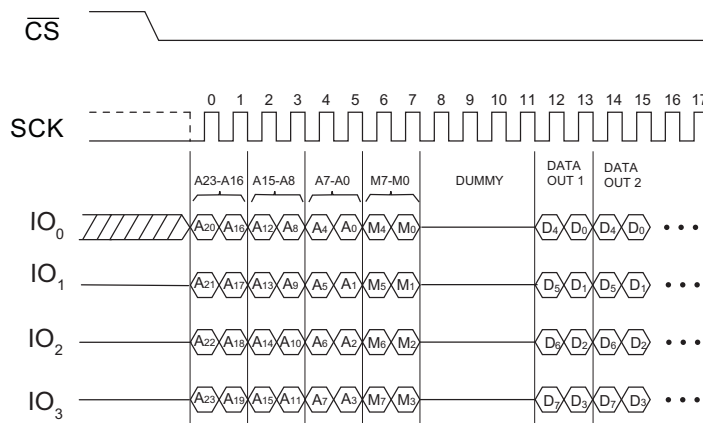 CS
0 1 2 3 4 5 6 7 8 9 10 11 12 13 14 15 16 17
SCK
A23-A16 A15-A8 A7-A0 M7-M0 DUMMY DATA OUT 1 DATA OUT 2
IO0 A20 A16 A12 A8 A4 A0 M4 M0 D4 D0 D4 D0 • • •
IO1 A21 A17 A13 A9 A5 A1 M5 M1 D5 D1 D5 D1 • • •
IO2 A22 A18 A14 A10 A6 A2 M6 M2 D6 D2 D6 D2 • • •
IO3 A23 A19 A15 A11 A7 A3 M7 M3 D7 D3 D7 D3 • • •